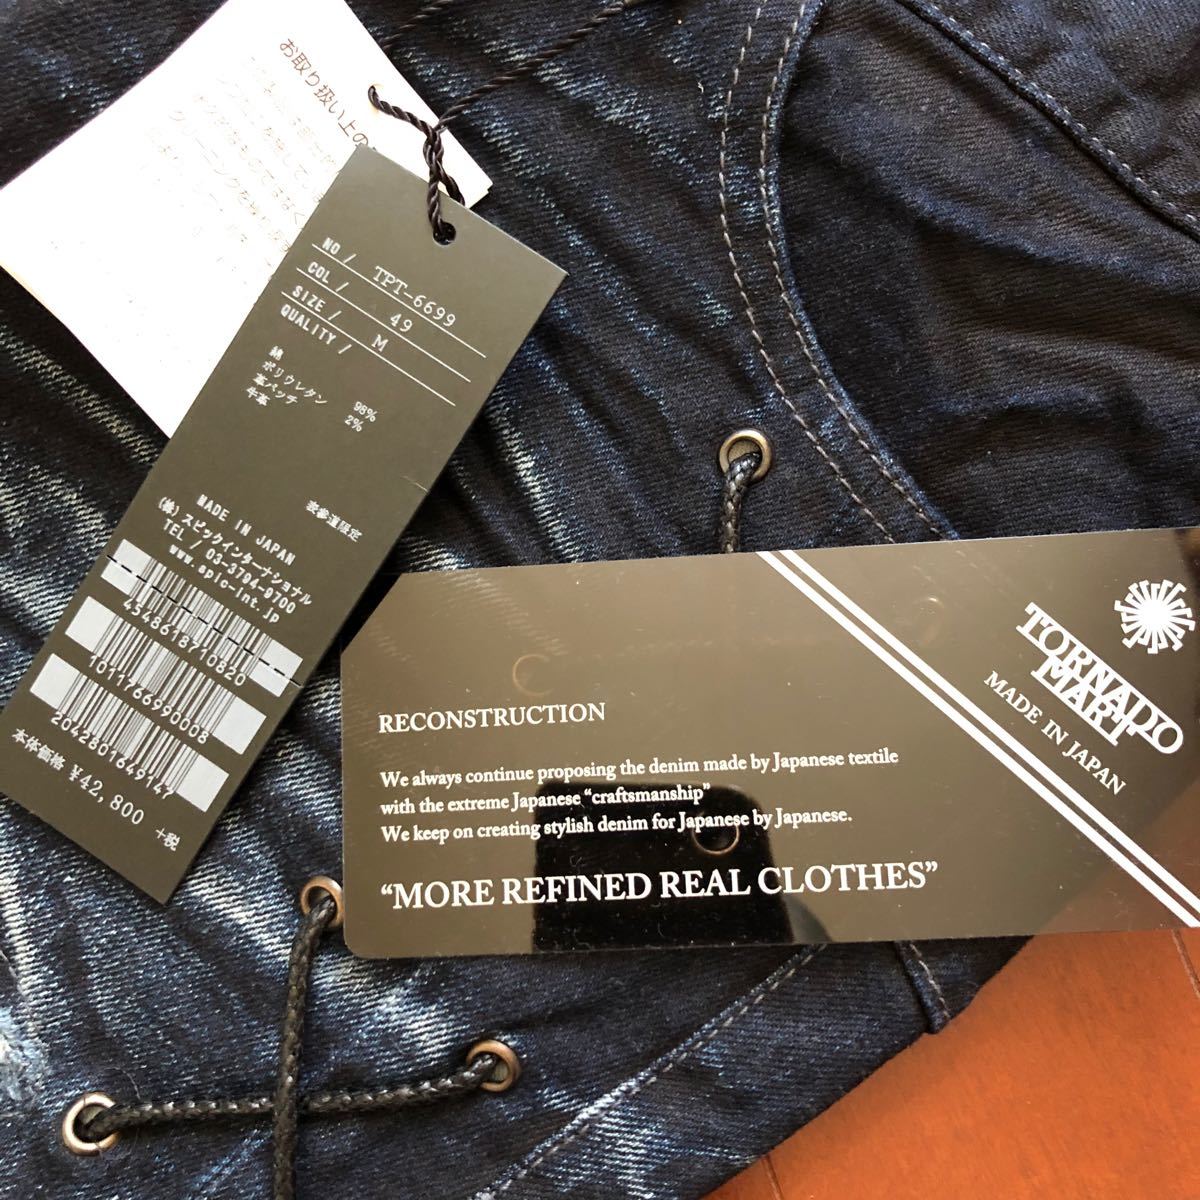 お取り扱い上の
NO / TPT-6699
COL / 49
SIZE / M
QUALITY /
綿 98%
ポリウレタン 2%
革パッチ
牛革
表参道限定
MADE IN JAPAN
(株)スピックインターナショナル
TEL / 03-3794-9700
www.spic-int.jp
4548618710820
1011766990008
2042801649147
本体価格 ¥42,800 +税
RECONSTRUCTION
We always continue proposing the denim made by Japanese textile
with the extreme Japanese “craftsmanship”
We keep on creating stylish denim for Japanese by Japanese.
“MORE REFINED REAL CLOTHES”
TORNADO
MART
MADE IN JAPAN